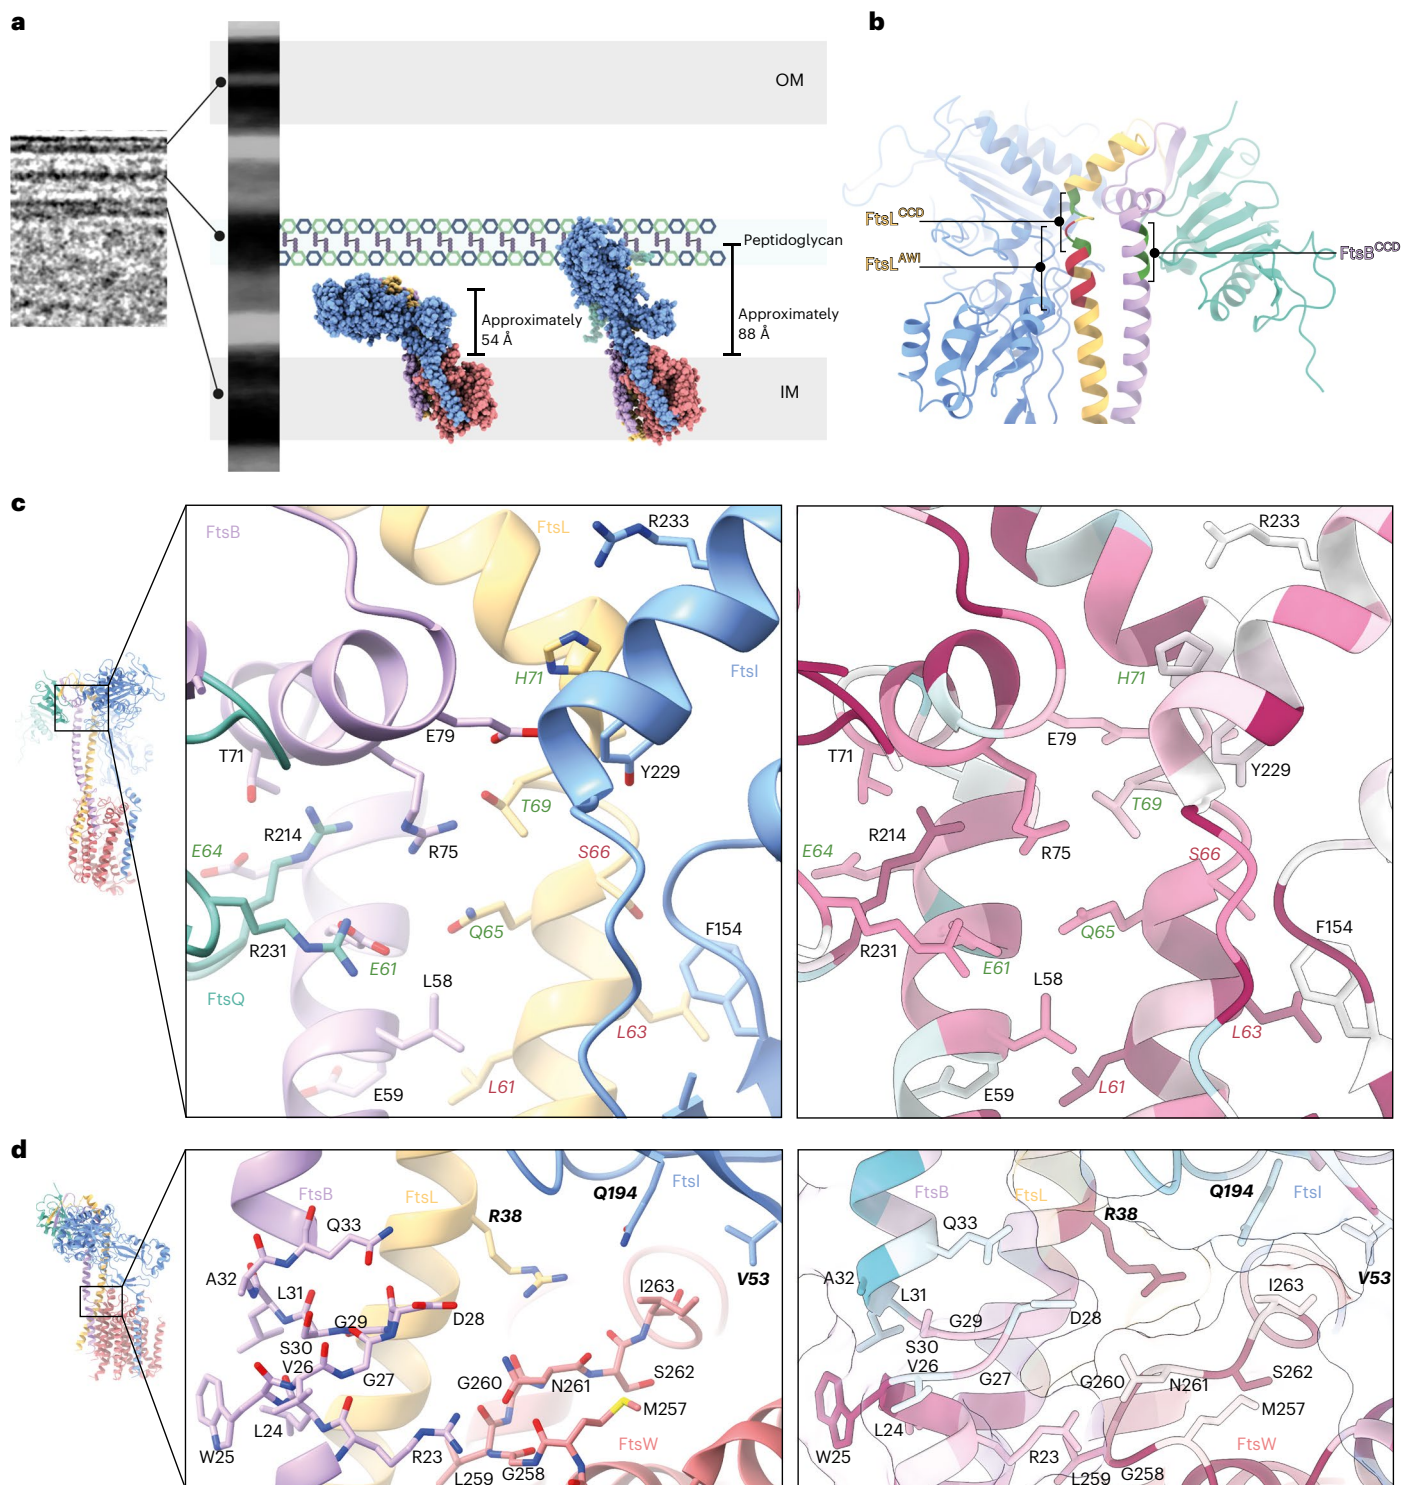 a
OM
Peptidoglycan
Approximately
54 Å
Approximately
88 Å
IM
b
FtsL^CCD
FtsL^AWI
FtsB^CCD
c
FtsB
FtsL
R233
H71
FtsI
E79
T71
Y229
T69
R214
E64
R75
S66
Q65
F154
R231
E61
L58
FtsQ
L63
L61
E59
R233
H71
E79
T71
Y229
T69
R214
E64
R75
S66
Q65
F154
R231
E61
L58
L63
L61
E59
d
FtsB
FtsL
Q194
FtsI
R38
Q33
A32
L31
V53
I263
G29
D28
S30
V26
G27
G260
N261
S262
M257
L24
W25
R23
FtsW
L259
G258
FtsB
FtsL
Q194
FtsI
R38
Q33
A32
L31
V53
I263
G29
D28
S30
V26
G27
G260
N261
S262
M257
L24
W25
R23
FtsW
L259
G258